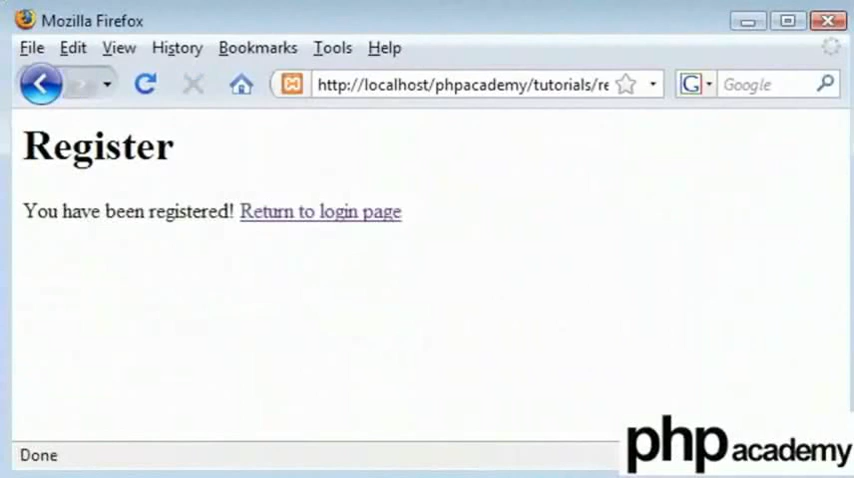 Mozilla Firefox
File Edit View History Bookmarks Tools Help
http://localhost/phpacademy/tutorials/re G Google
Register
You have been registered! Return to login page
Done
php academy